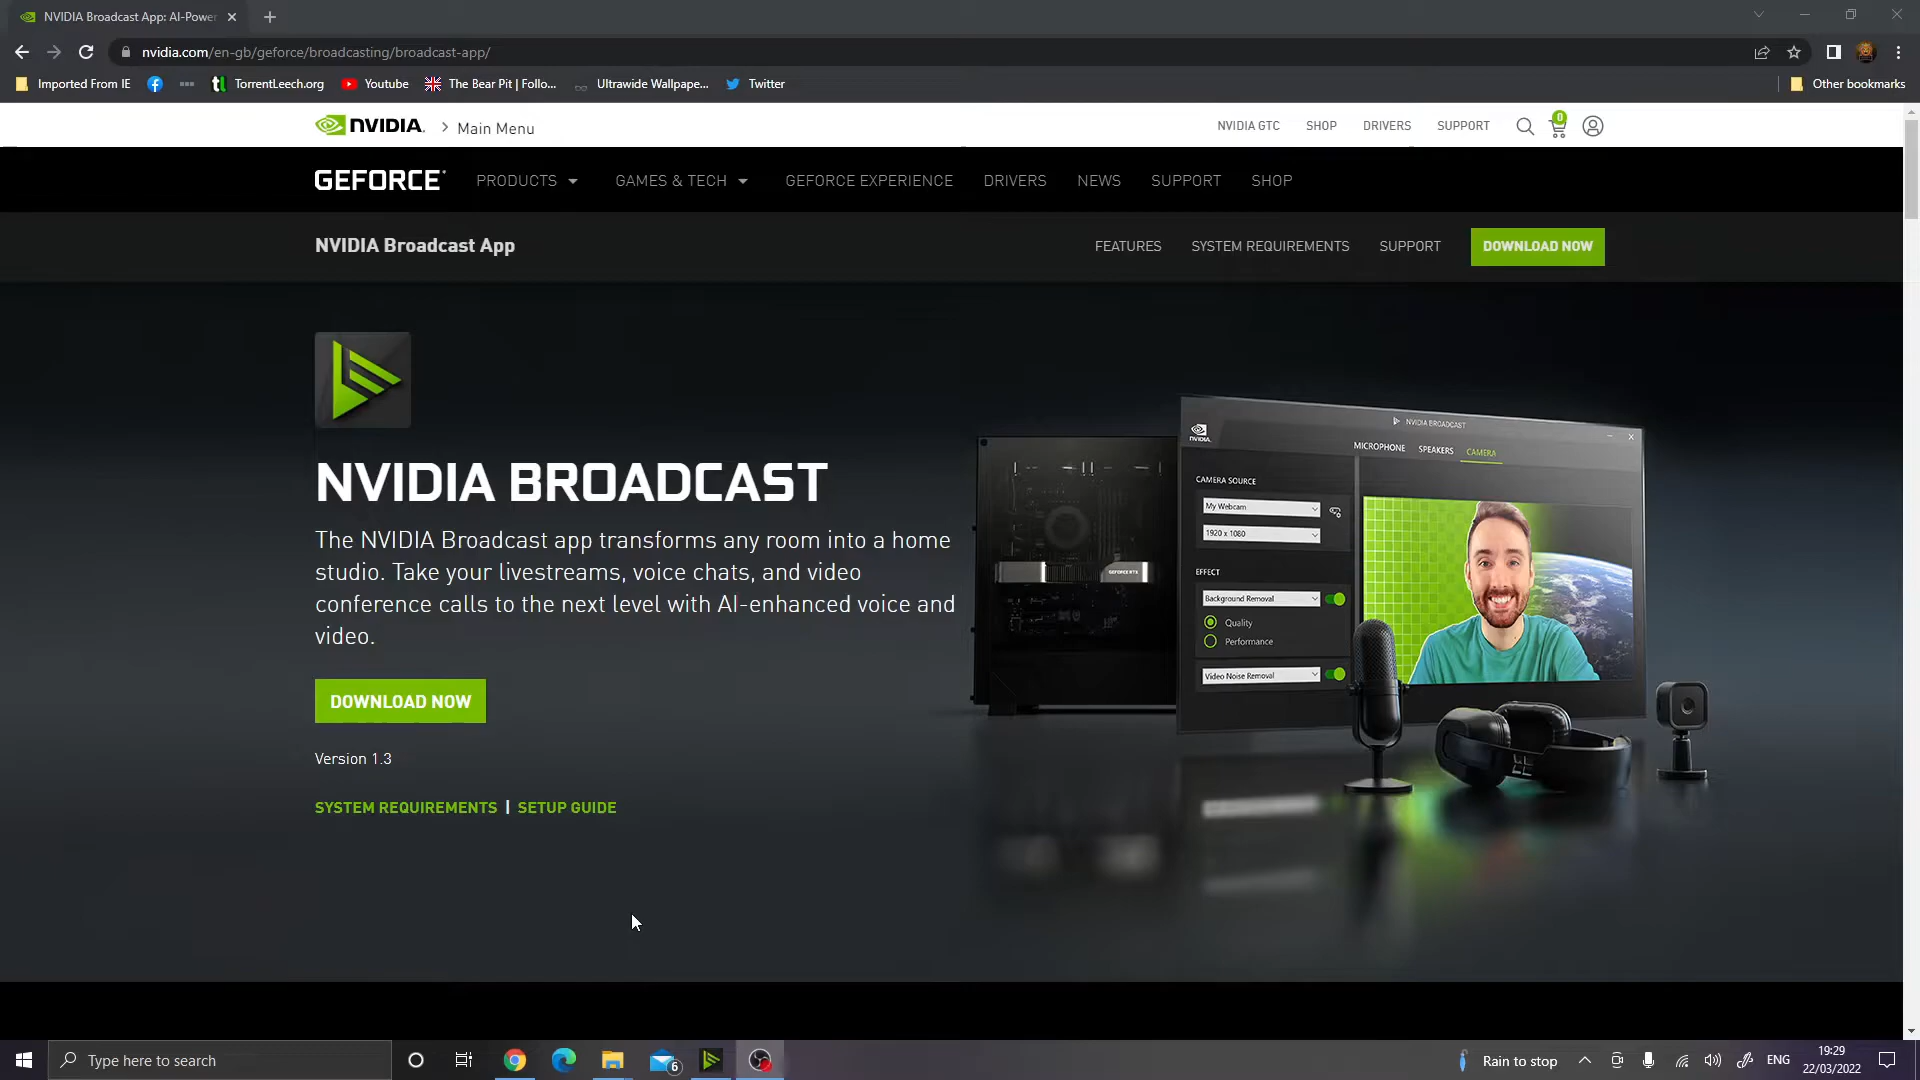 NVIDIA Broadcast App: AI-Power
nvidia.com/en-gb/geforce/broadcasting/broadcast-app/
Imported From IE
TorrentLeech.org
Youtube
The Bear Pit | Follo...
Ultrawide Wallpape...
Twitter
Other bookmarks
NVIDIA.
Main Menu
NVIDIA GTC
SHOP
DRIVERS
SUPPORT
0
GEFORCE
PRODUCTS
GAMES & TECH
GEFORCE EXPERIENCE
DRIVERS
NEWS
SUPPORT
SHOP
NVIDIA Broadcast App
FEATURES
SYSTEM REQUIREMENTS
SUPPORT
DOWNLOAD NOW
NVIDIA BROADCAST
The NVIDIA Broadcast app transforms any room into a home
studio. Take your livestreams, voice chats, and video
conference calls to the next level with AI-enhanced voice and
video.
DOWNLOAD NOW
Version 1.3
SYSTEM REQUIREMENTS | SETUP GUIDE
GEFORCE RTX
NVIDIA BROADCAST
NVIDIA.
MICROPHONE
SPEAKERS
CAMERA
CAMERA SOURCE
My Webcam
1920 x 1080
EFFECT
Background Removal
Quality
Performance
Video Noise Removal
Type here to search
6
Rain to stop
ENG
19:29
22/03/2022